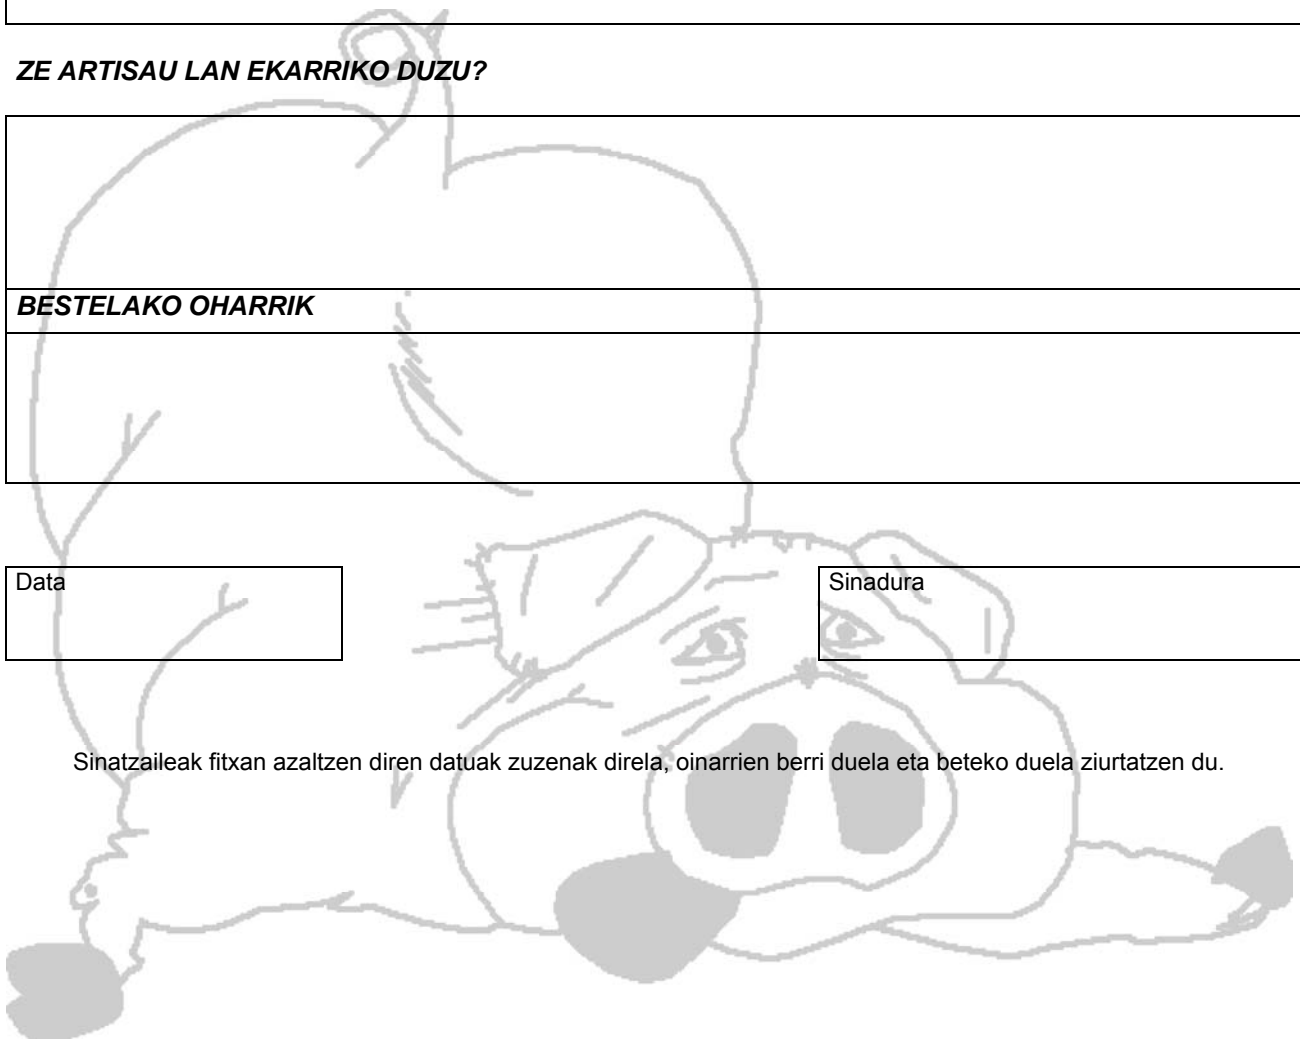 ZE ARTISAU LAN EKARRIKO DUZU?
BESTELAKO OHARRIK
Data
Sinadura
Sinatzaileak fitxan azaltzen diren datuak zuzenak direla, oinarrien berri duela eta beteko duela ziurtatzen du.